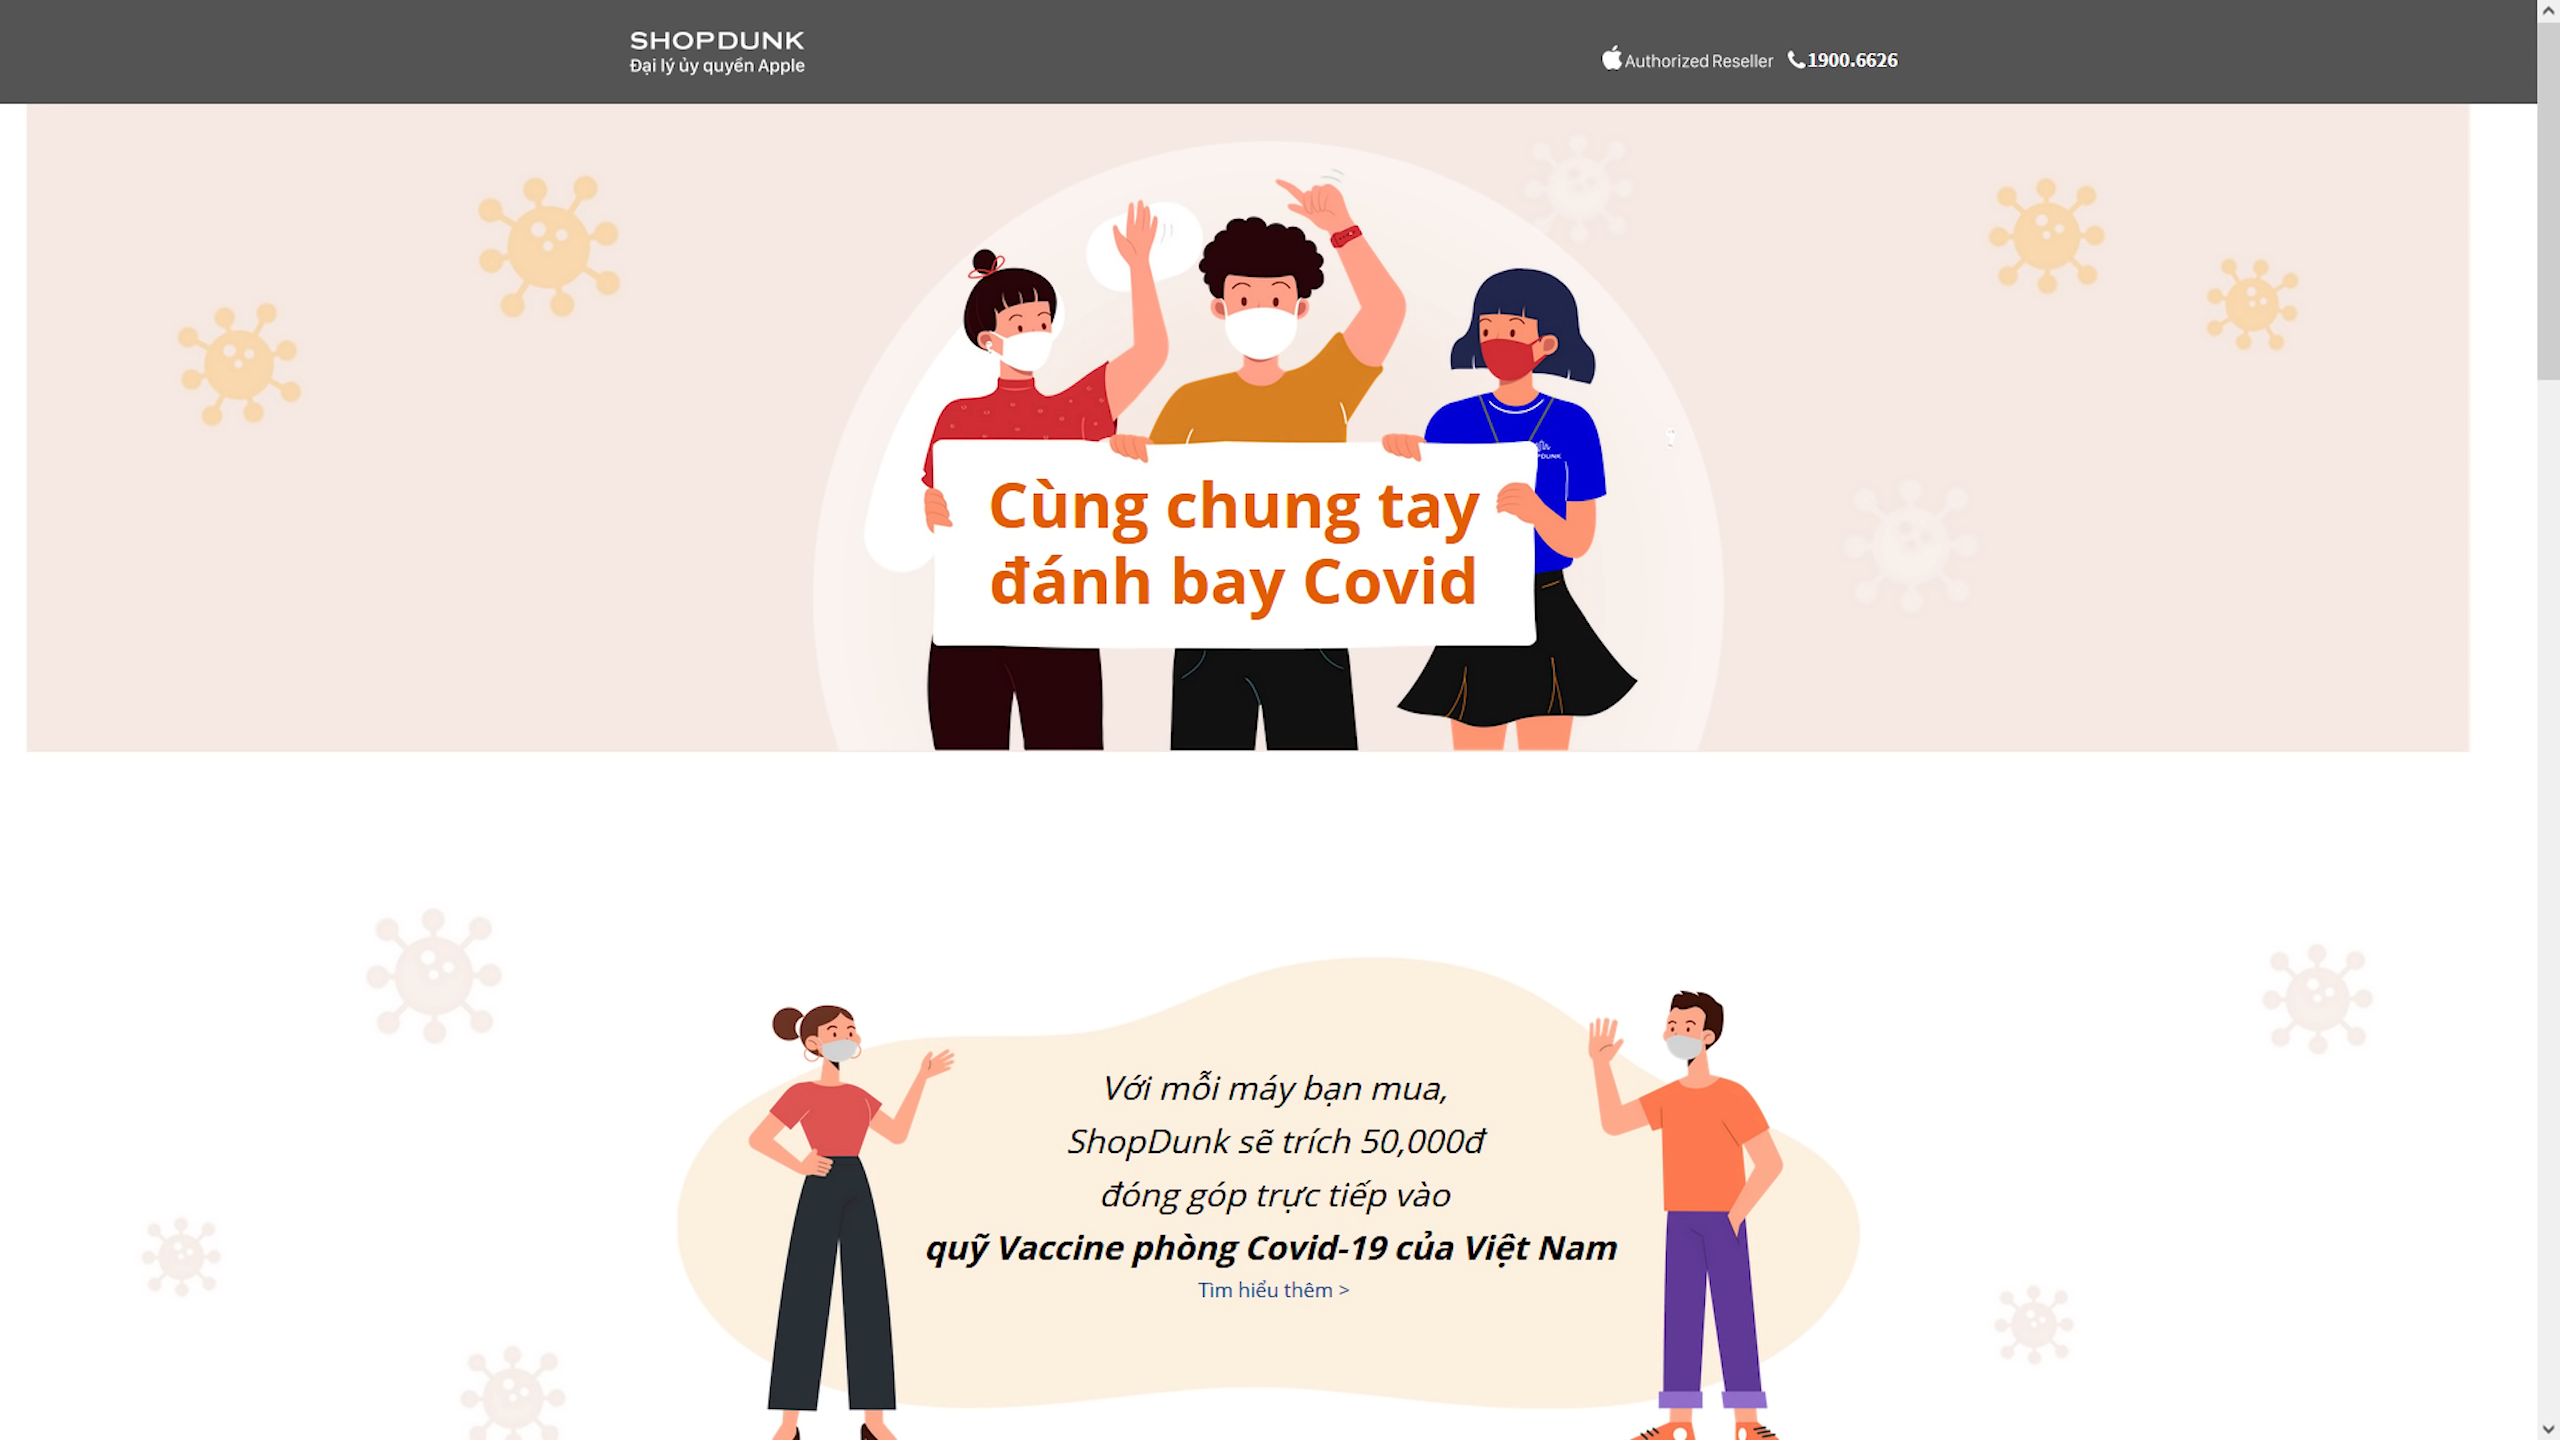 SHOPDUNK
Đại lý ủy quyền Apple
Authorized Reseller 1900.6626
Cùng chung tay
đánh bay Covid
Với mỗi máy bạn mua,
ShopDunk sẽ trích 50,000đ
đóng góp trực tiếp vào
quỹ Vaccine phòng Covid-19 của Việt Nam
Tìm hiểu thêm >